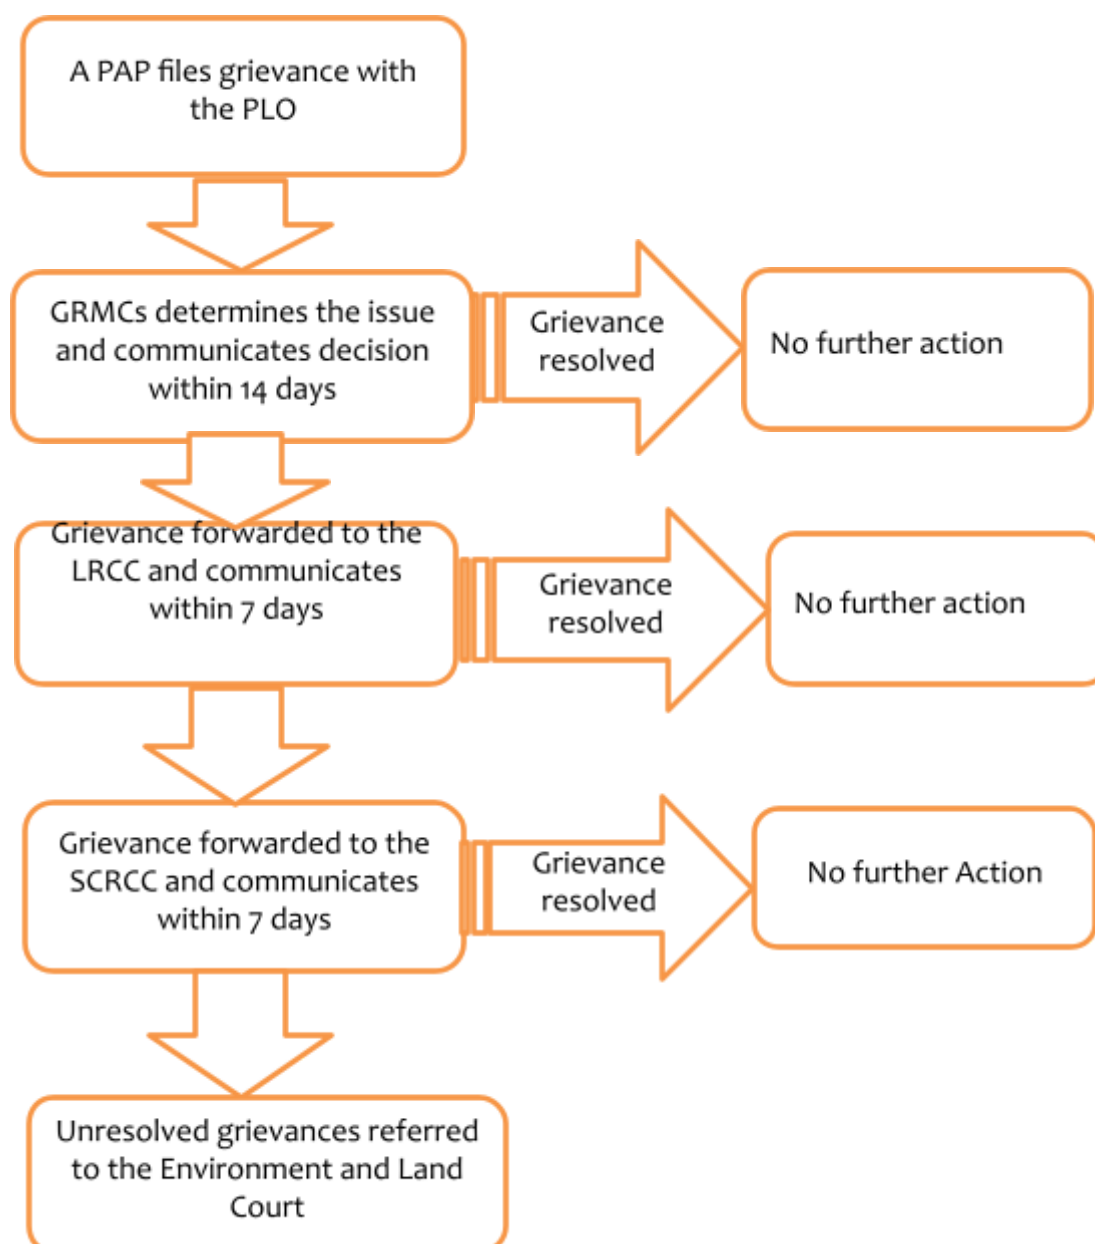 A PAP files grievance with
the PLO
GRMCs determines the issue
and communicates decision
within 14 days
Grievance
resolved
No further action
Grievance forwarded to the
LRCC and communicates
within 7 days
Grievance
resolved
No further action
Grievance forwarded to the
SCRCC and communicates
within 7 days
Grievance
resolved
No further Action
Unresolved grievances referred
to the Environment and Land
Court